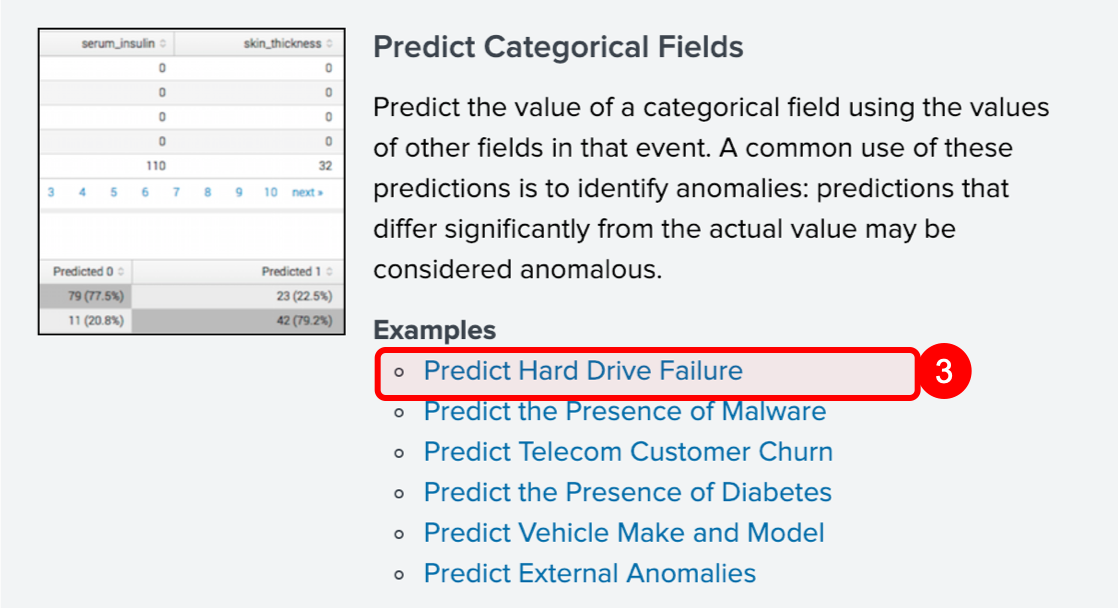 serum_insulin skin_thickness
0 0
0 0
0 0
0 0
110 32
3 4 5 6 7 8 9 10 next »
Predicted 0 Predicted 1
79 (77.5%) 23 (22.5%)
11 (20.8%) 42 (79.2%)
Predict Categorical Fields
Predict the value of a categorical field using the values
of other fields in that event. A common use of these
predictions is to identify anomalies: predictions that
differ significantly from the actual value may be
considered anomalous.
Examples
Predict Hard Drive Failure
3
Predict the Presence of Malware
Predict Telecom Customer Churn
Predict the Presence of Diabetes
Predict Vehicle Make and Model
Predict External Anomalies